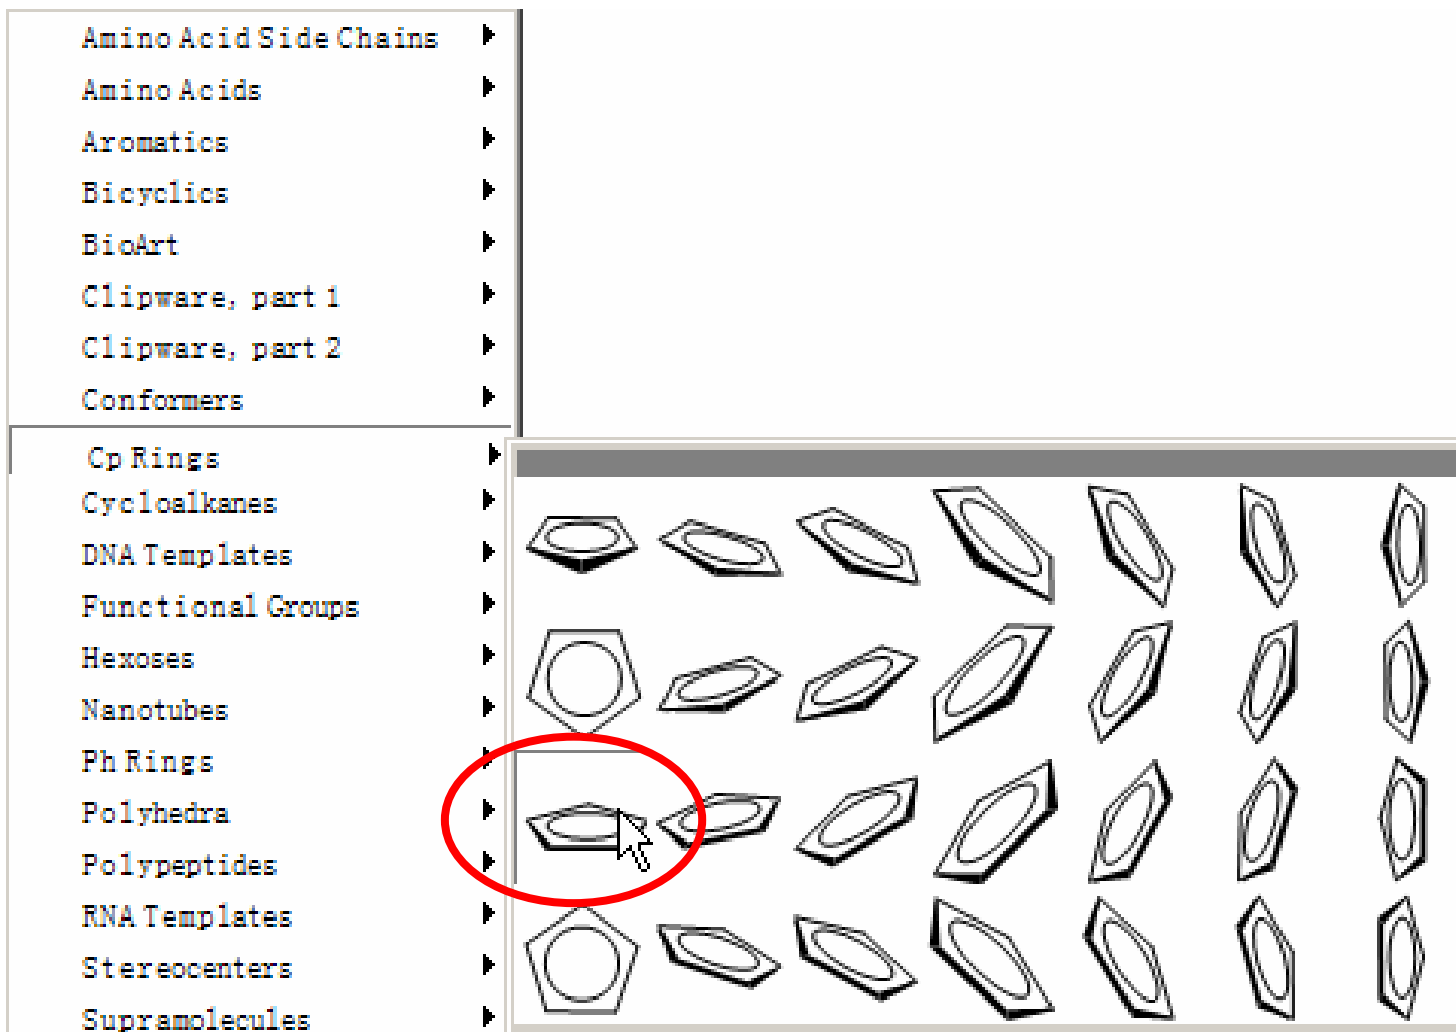 Amino Acid Side Chains
Amino Acids
Aromatics
Bicyclics
BioArt
Clipware, part 1
Clipware, part 2
Conformers
Cp Rings
Cycloalkanes
DNA Templates
Functional Groups
Hexoses
Nanotubes
Ph Rings
Polyhedra
Polypeptides
RNA Templates
Stereocenters
Supramolecules